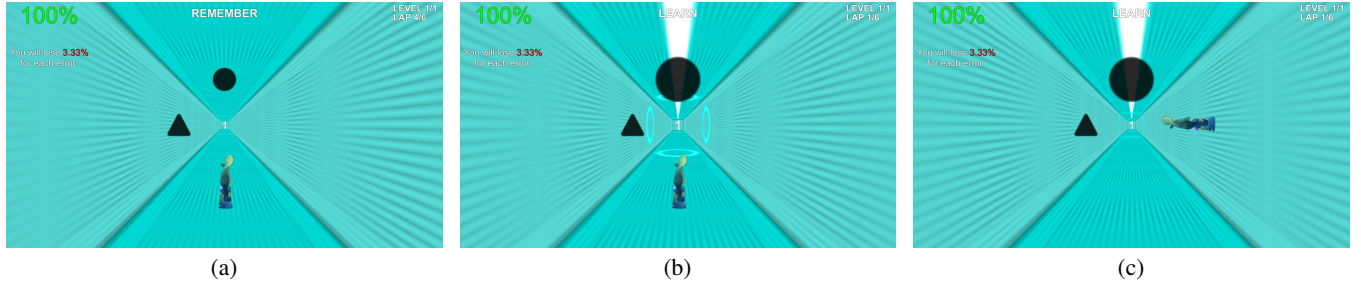 100%
REMEMBER
LEVEL 1/1
LAP 4/6
You will lose 3.33%
for each error
1
100%
LEARN
LEVEL 1/1
LAP 1/6
You will lose 3.33%
for each error
1
100%
LEARN
LEVEL 1/1
LAP 1/6
You will lose 3.33%
for each error
1
(a)
(b)
(c)